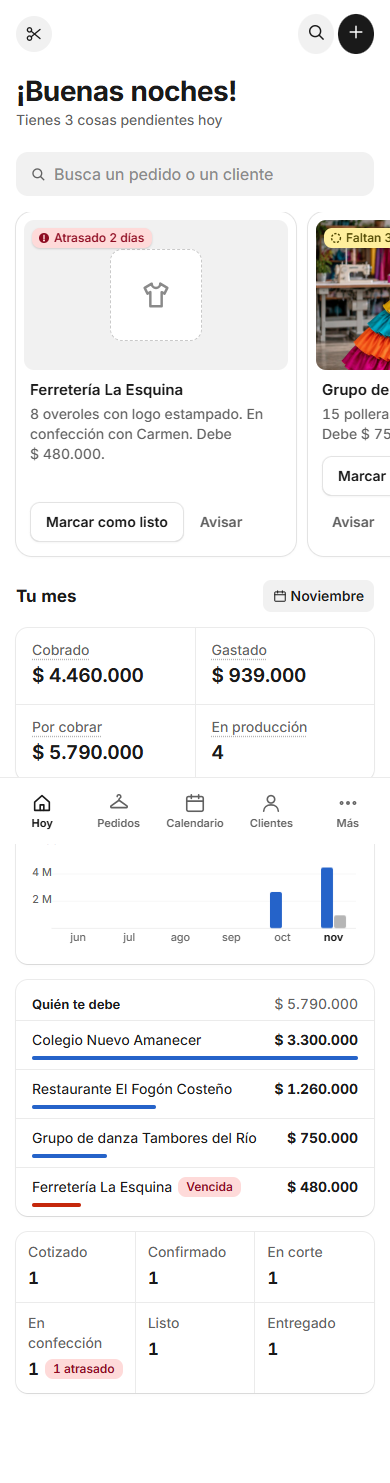 ¡Buenas noches!
Tienes 3 cosas pendientes hoy
Busca un pedido o un cliente
Atrasado 2 días
Faltan 3
Ferretería La Esquina
8 overoles con logo estampado. En
confección con Carmen. Debe
$ 480.000.
Marcar como listo
Avisar
Grupo de
15 pollera
Debe $ 75
Marcar
Avisar
Tu mes
Noviembre
Cobrado
$ 4.460.000
Gastado
$ 939.000
Por cobrar
$ 5.790.000
En producción
4
Hoy
Pedidos
Calendario
Clientes
Más
4 M
2 M
jun jul ago sep oct nov
Quién te debe $ 5.790.000
Colegio Nuevo Amanecer $ 3.300.000
Restaurante El Fogón Costeño $ 1.260.000
Grupo de danza Tambores del Río $ 750.000
Ferretería La Esquina Vencida $ 480.000
Cotizado
1
Confirmado
1
En corte
1
En
confección
1 1 atrasado
Listo
1
Entregado
1